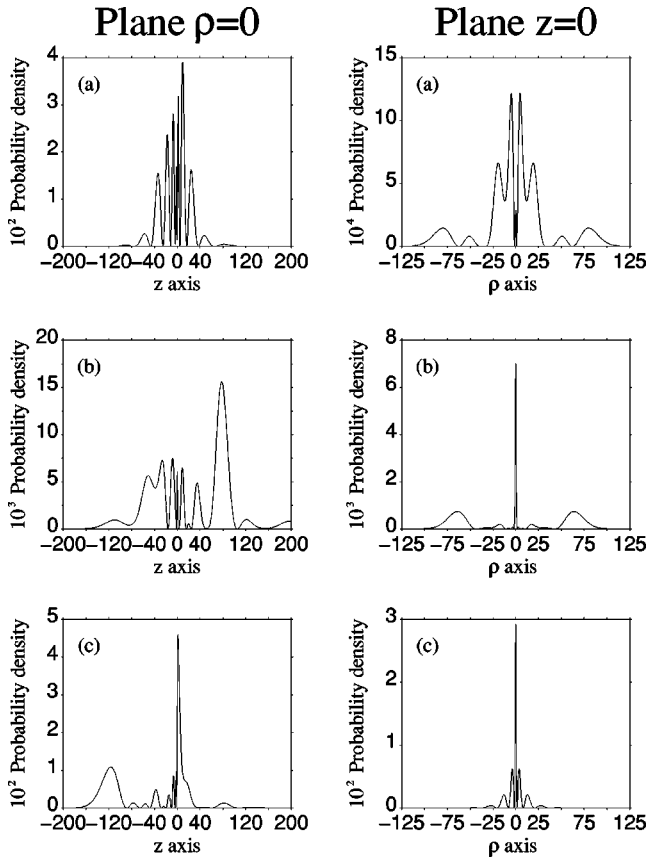 Plane ρ=0
Plane z=0
10² Probability density
4
3
2
1
0
(a)
-200 -120 -40 0 40 120 200
z axis
10⁴ Probability density
15
10
5
0
(a)
-125 -75 -25 0 25 75 125
ρ axis
10³ Probability density
20
15
10
5
0
(b)
-200 -120 -40 0 40 120 200
z axis
10³ Probability density
8
6
4
2
0
(b)
-125 -75 -25 0 25 75 125
ρ axis
10² Probability density
5
4
3
2
1
0
(c)
-200 -120 -40 0 40 120 200
z axis
10² Probability density
3
2
1
0
(c)
-125 -75 -25 0 25 75 125
ρ axis